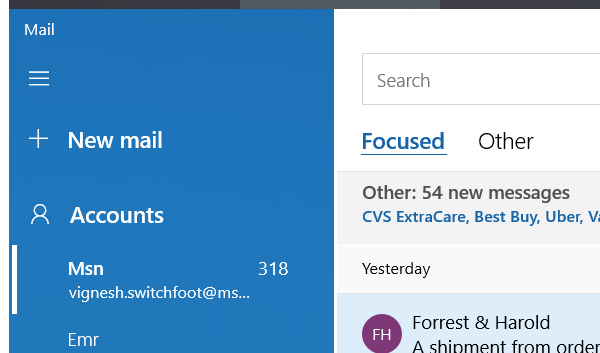 Mail
Search
New mail
Focused Other
Other: 54 new messages
CVS ExtraCare, Best Buy, Uber,
Accounts
Yesterday
Msn 318
vignesh.switchfoot@ms...
FH Forrest & Harold
Emr
A shipment from order